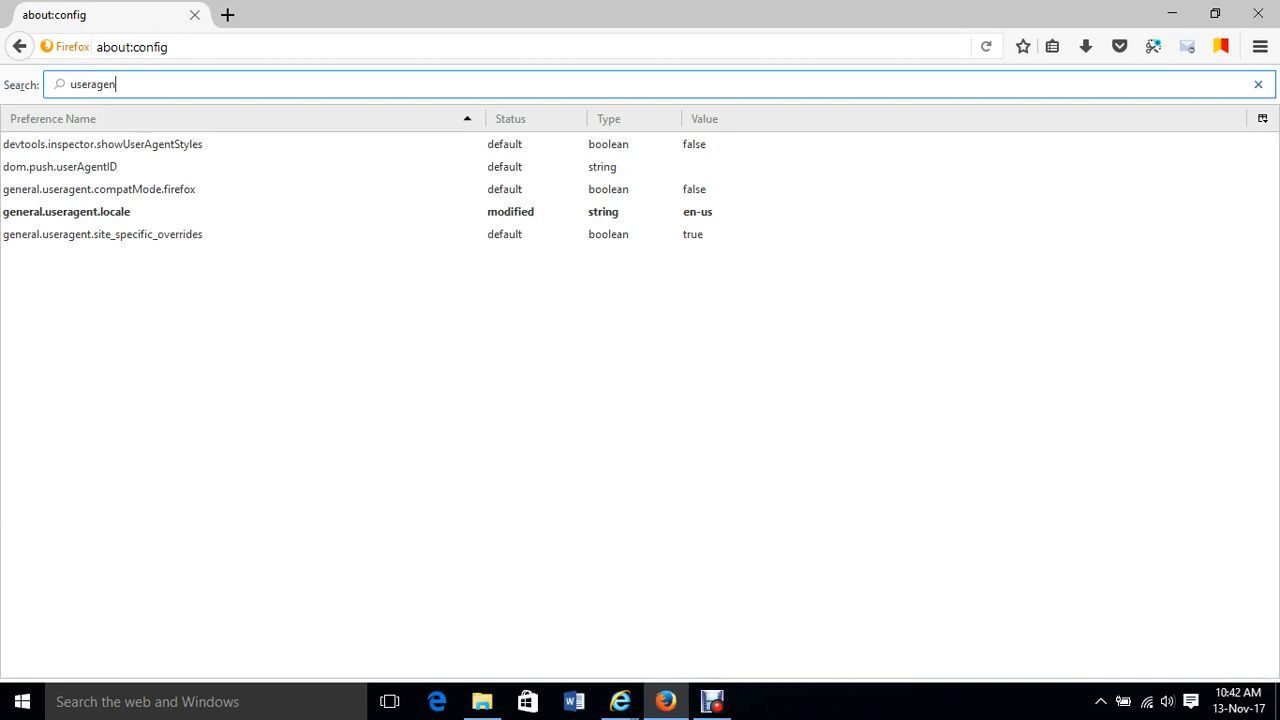 about:config
Firefox about:config
Search: useragen
Preference Name Status Type Value
devtools.inspector.showUserAgentStyles default boolean false
dom.push.userAgentID default string
general.useragent.compatMode.firefox default boolean false
general.useragent.locale modified string en-us
general.useragent.site_specific_overrides default boolean true
Search the web and Windows
10:42 AM
13-Nov-17